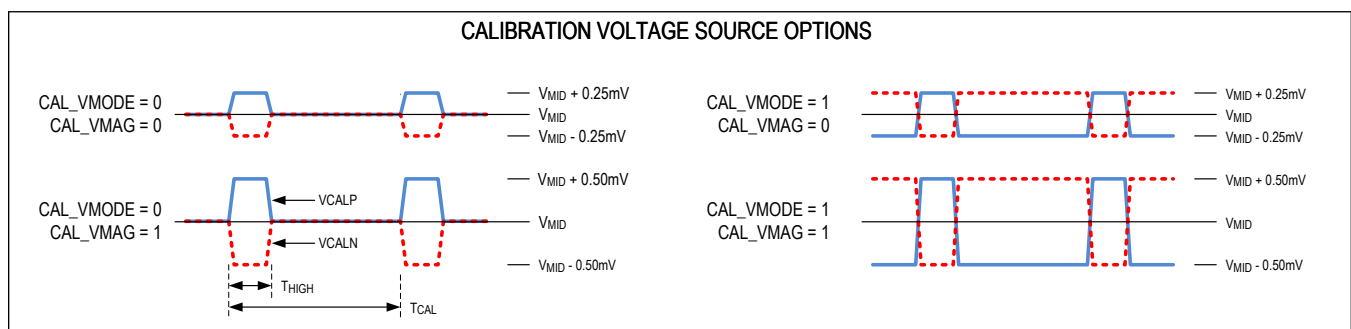 CALIBRATION VOLTAGE SOURCE OPTIONS
CAL_VMODE = 0
CAL_VMAG = 0
VMID + 0.25mV
VMID
VMID - 0.25mV
CAL_VMODE = 0
CAL_VMAG = 1
VCALP
VCALN
VMID + 0.50mV
VMID
VMID - 0.50mV
THIGH
TCAL
CAL_VMODE = 1
CAL_VMAG = 0
VMID + 0.25mV
VMID
VMID - 0.25mV
CAL_VMODE = 1
CAL_VMAG = 1
VMID + 0.50mV
VMID
VMID - 0.50mV